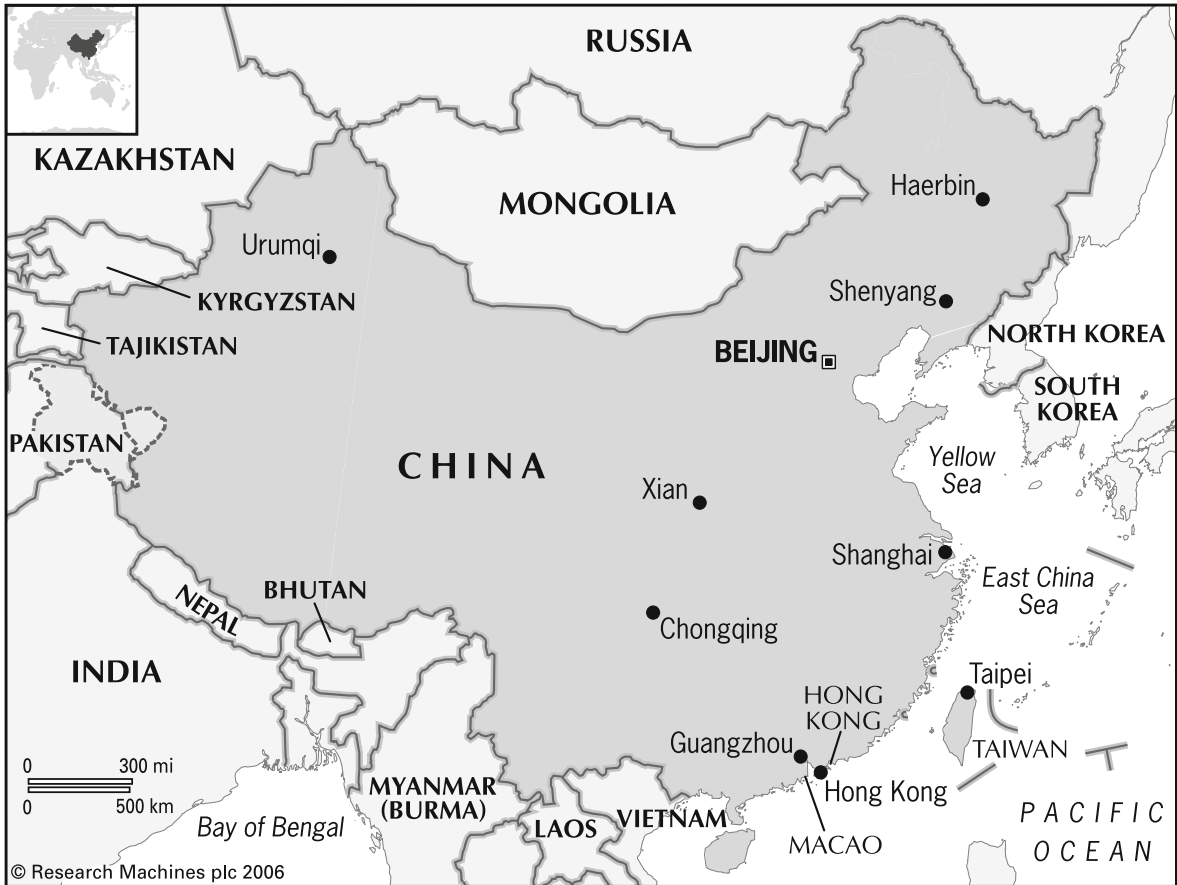 RUSSIA
KAZAKHSTAN
MONGOLIA
Haerbin
Urumqi
KYRGYZSTAN
Shenyang
TAJIKISTAN
BEIJING
NORTH KOREA
SOUTH
KOREA
PAKISTAN
CHINA
Yellow
Sea
Xian
Shanghai
East China
Sea
BHUTAN
NEPAL
Chongqing
INDIA
Taipei
HONG
KONG
TAIWAN
Guangzhou
Hong Kong
0 300 mi
0 500 km
MYANMAR
(BURMA)
LAOS
VIETNAM
MACAO
Bay of Bengal
PACIFIC
OCEAN
© Research Machines plc 2006